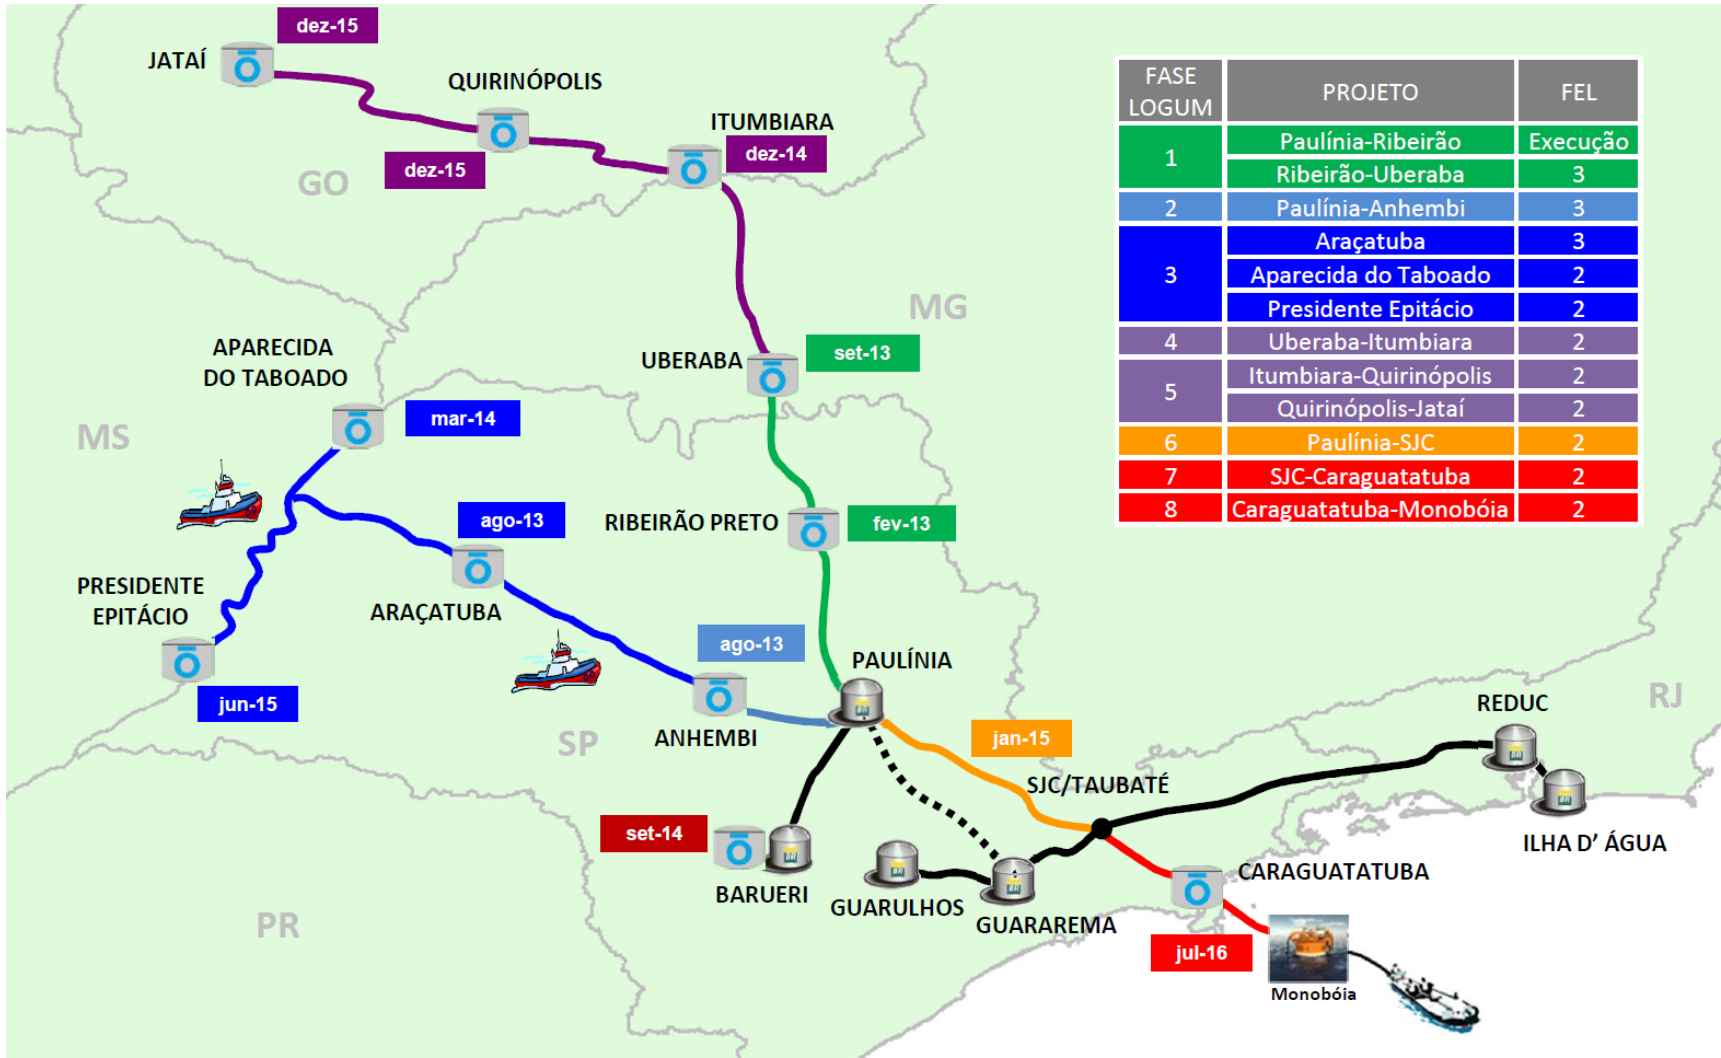 dez-15
JATAÍ
QUIRINÓPOLIS
dez-15
ITUMBIARA
dez-14
GO
MG
UBERABA
set-13
APARECIDA
DO TABOADO
mar-14
MS
ago-13
RIBEIRÃO PRETO
fev-13
PRESIDENTE
EPITÁCIO
ARAÇATUBA
jun-15
ago-13
PAULÍNIA
ANHEMBI
SP
jan-15
SJC/TAUBATÉ
REDUC
RJ
ILHA D' ÁGUA
set-14
BARUERI
GUARULHOS
GUARAREMA
CARAGUATATUBA
PR
jul-16
Monobóia
FASE
LOGUM
PROJETO
FEL
1
Paulínia-Ribeirão
Execução
Ribeirão-Uberaba
3
2
Paulínia-Anhembi
3
3
Araçatuba
3
Aparecida do Taboado
2
Presidente Epitácio
2
4
Uberaba-Itumbiara
2
5
Itumbiara-Quirinópolis
2
Quirinópolis-Jataí
2
6
Paulínia-SJC
2
7
SJC-Caraguatatuba
2
8
Caraguatatuba-Monobóia
2